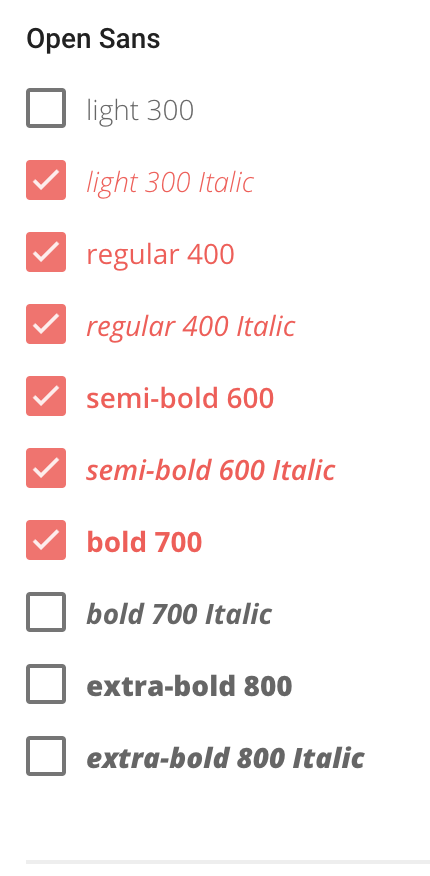 Open Sans
light 300
light 300 Italic
regular 400
regular 400 Italic
semi-bold 600
semi-bold 600 Italic
bold 700
bold 700 Italic
extra-bold 800
extra-bold 800 Italic